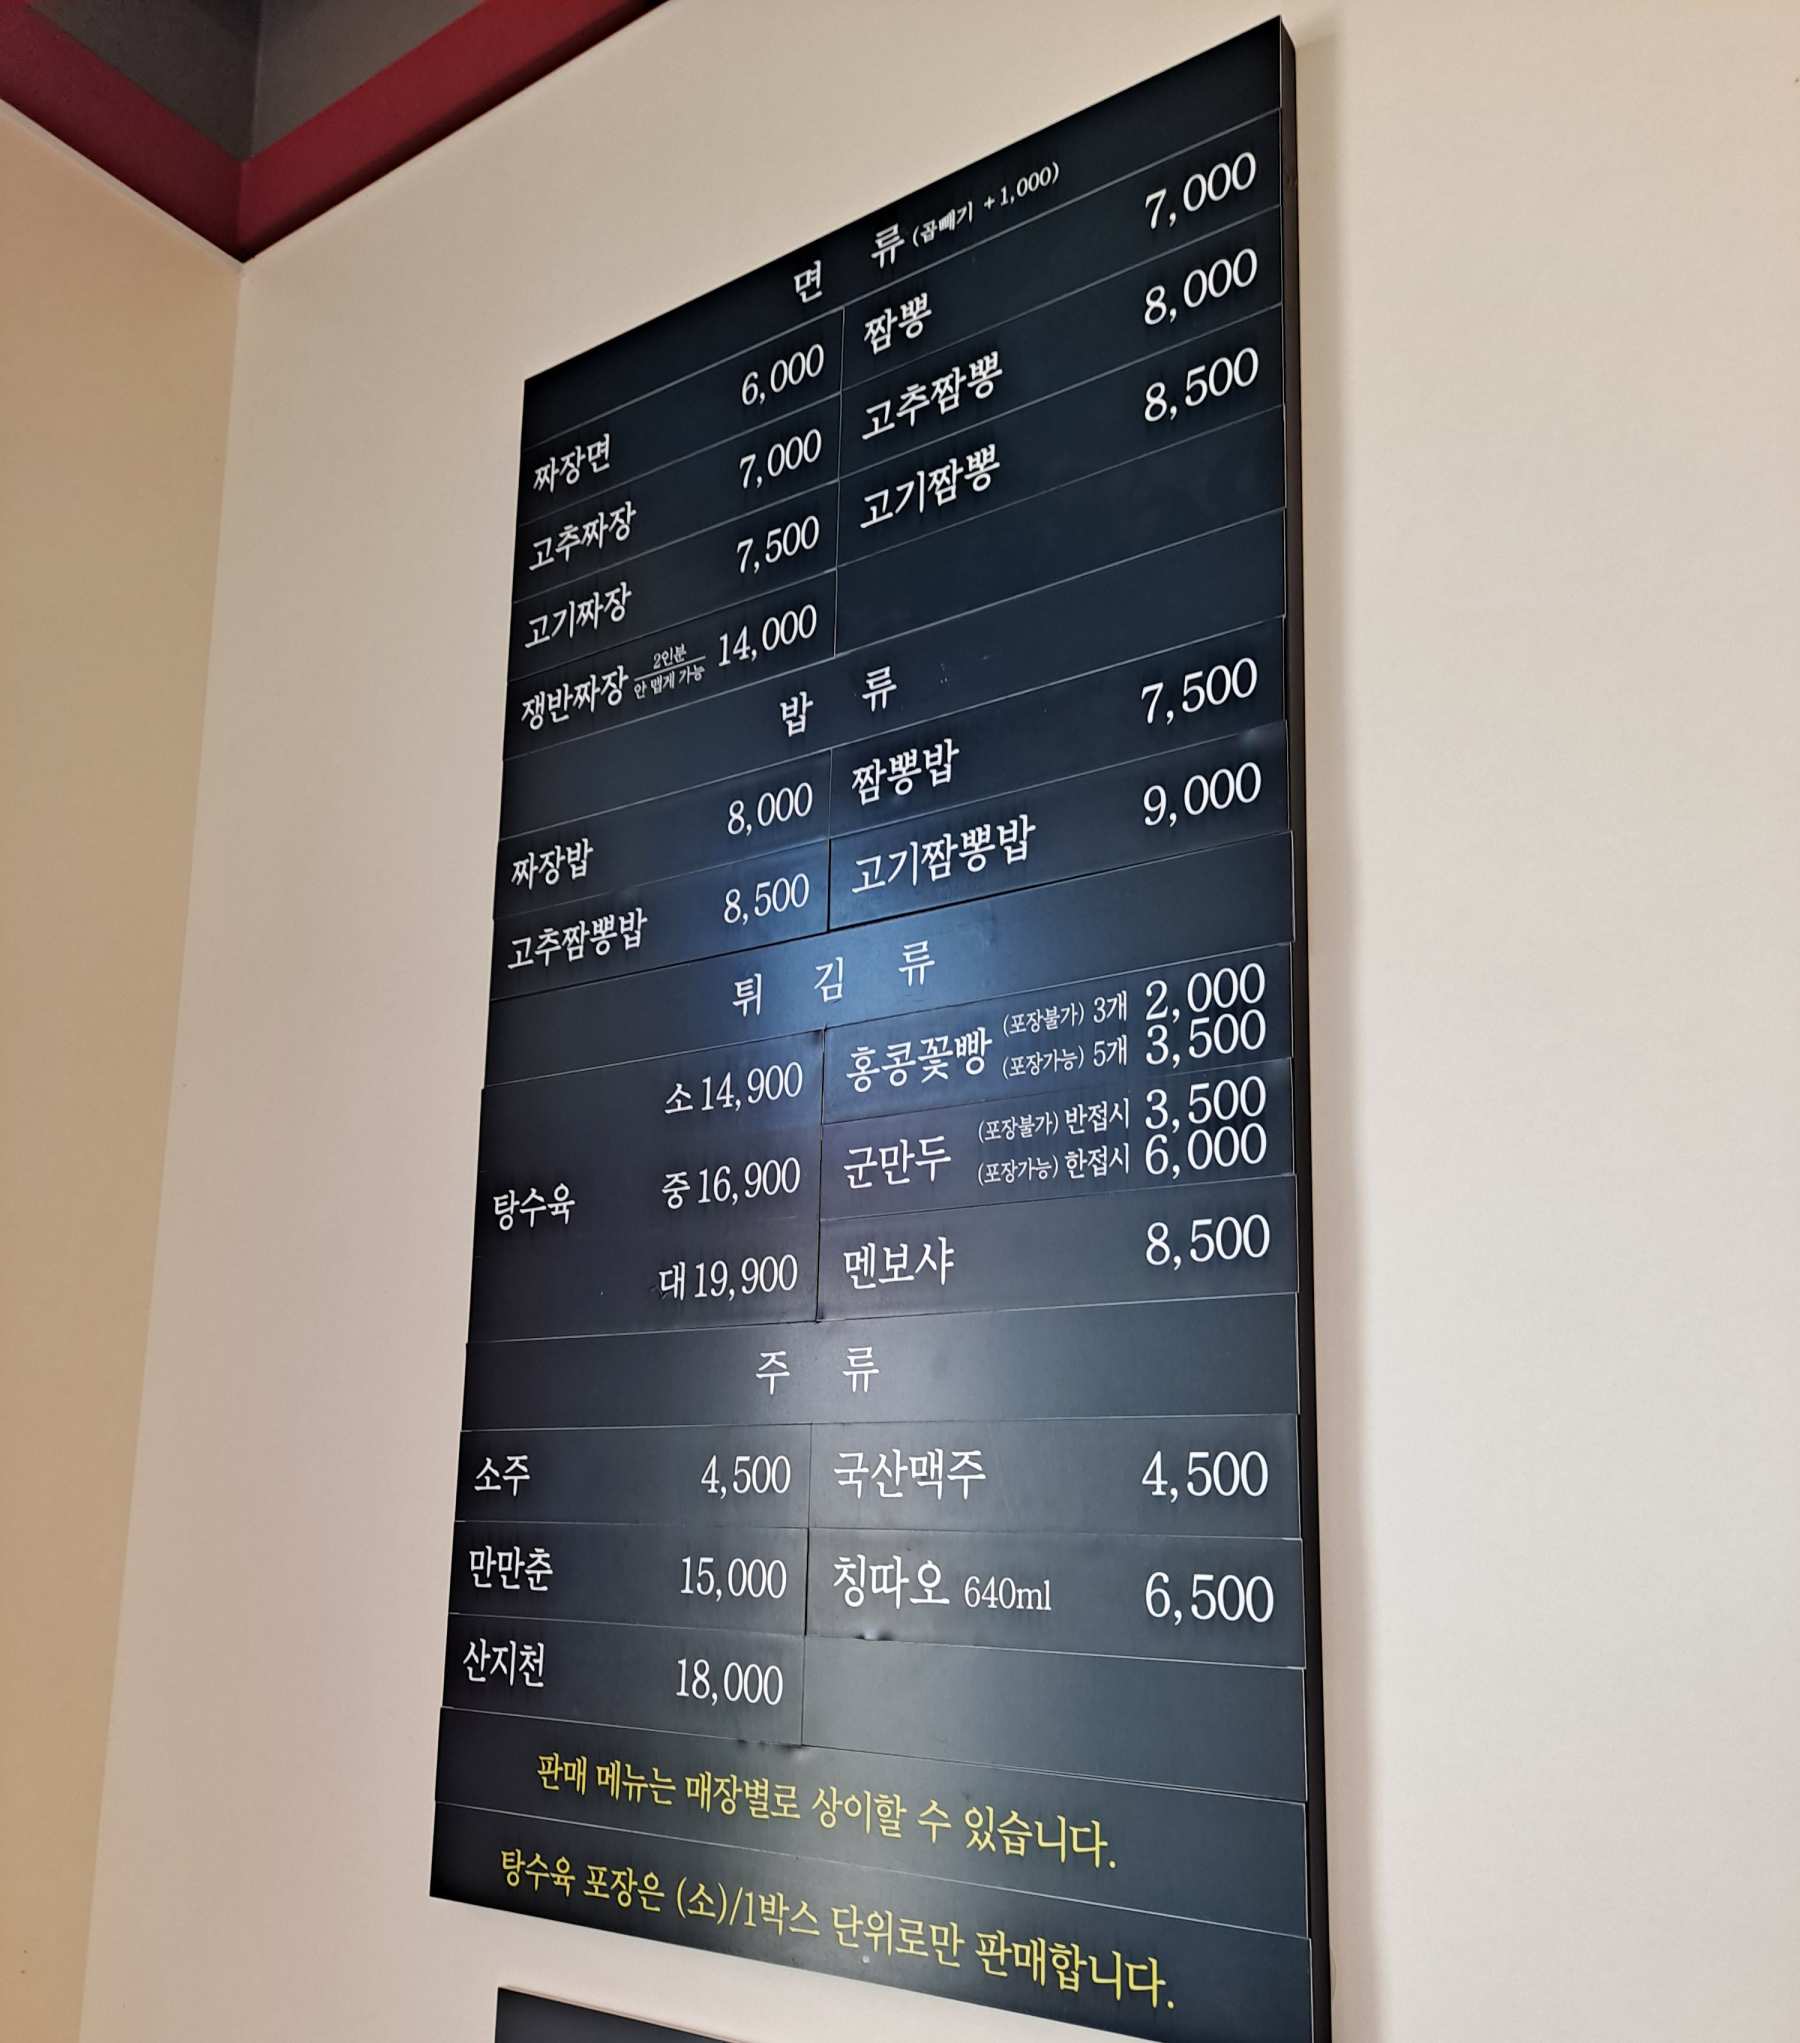 면 류 (곱빼기 +1,000)
짜장면 6,000 짬뽕 7,000
고추짜장 7,000 고추짬뽕 8,000
고기짜장 7,500 고기짬뽕 8,500
쟁반짜장 2인분 안 맵게 가능 14,000
밥 류
짜장밥 8,000 짬뽕밥 7,500
고추짬뽕밥 8,500 고기짬뽕밥 9,000
튀 김 류
탕수육 소 14,900
중 16,900
대 19,900
홍콩꽃빵 (포장불가) 3개 2,000
(포장가능) 5개 3,500
군만두 (포장불가) 반접시 3,500
(포장가능) 한접시 6,000
멘보샤 8,500
주 류
소주 4,500 국산맥주 4,500
만만춘 15,000 칭따오 640ml 6,500
산지천 18,000
판매 메뉴는 매장별로 상이할 수 있습니다.
탕수육 포장은 (소)/1박스 단위로만 판매합니다.